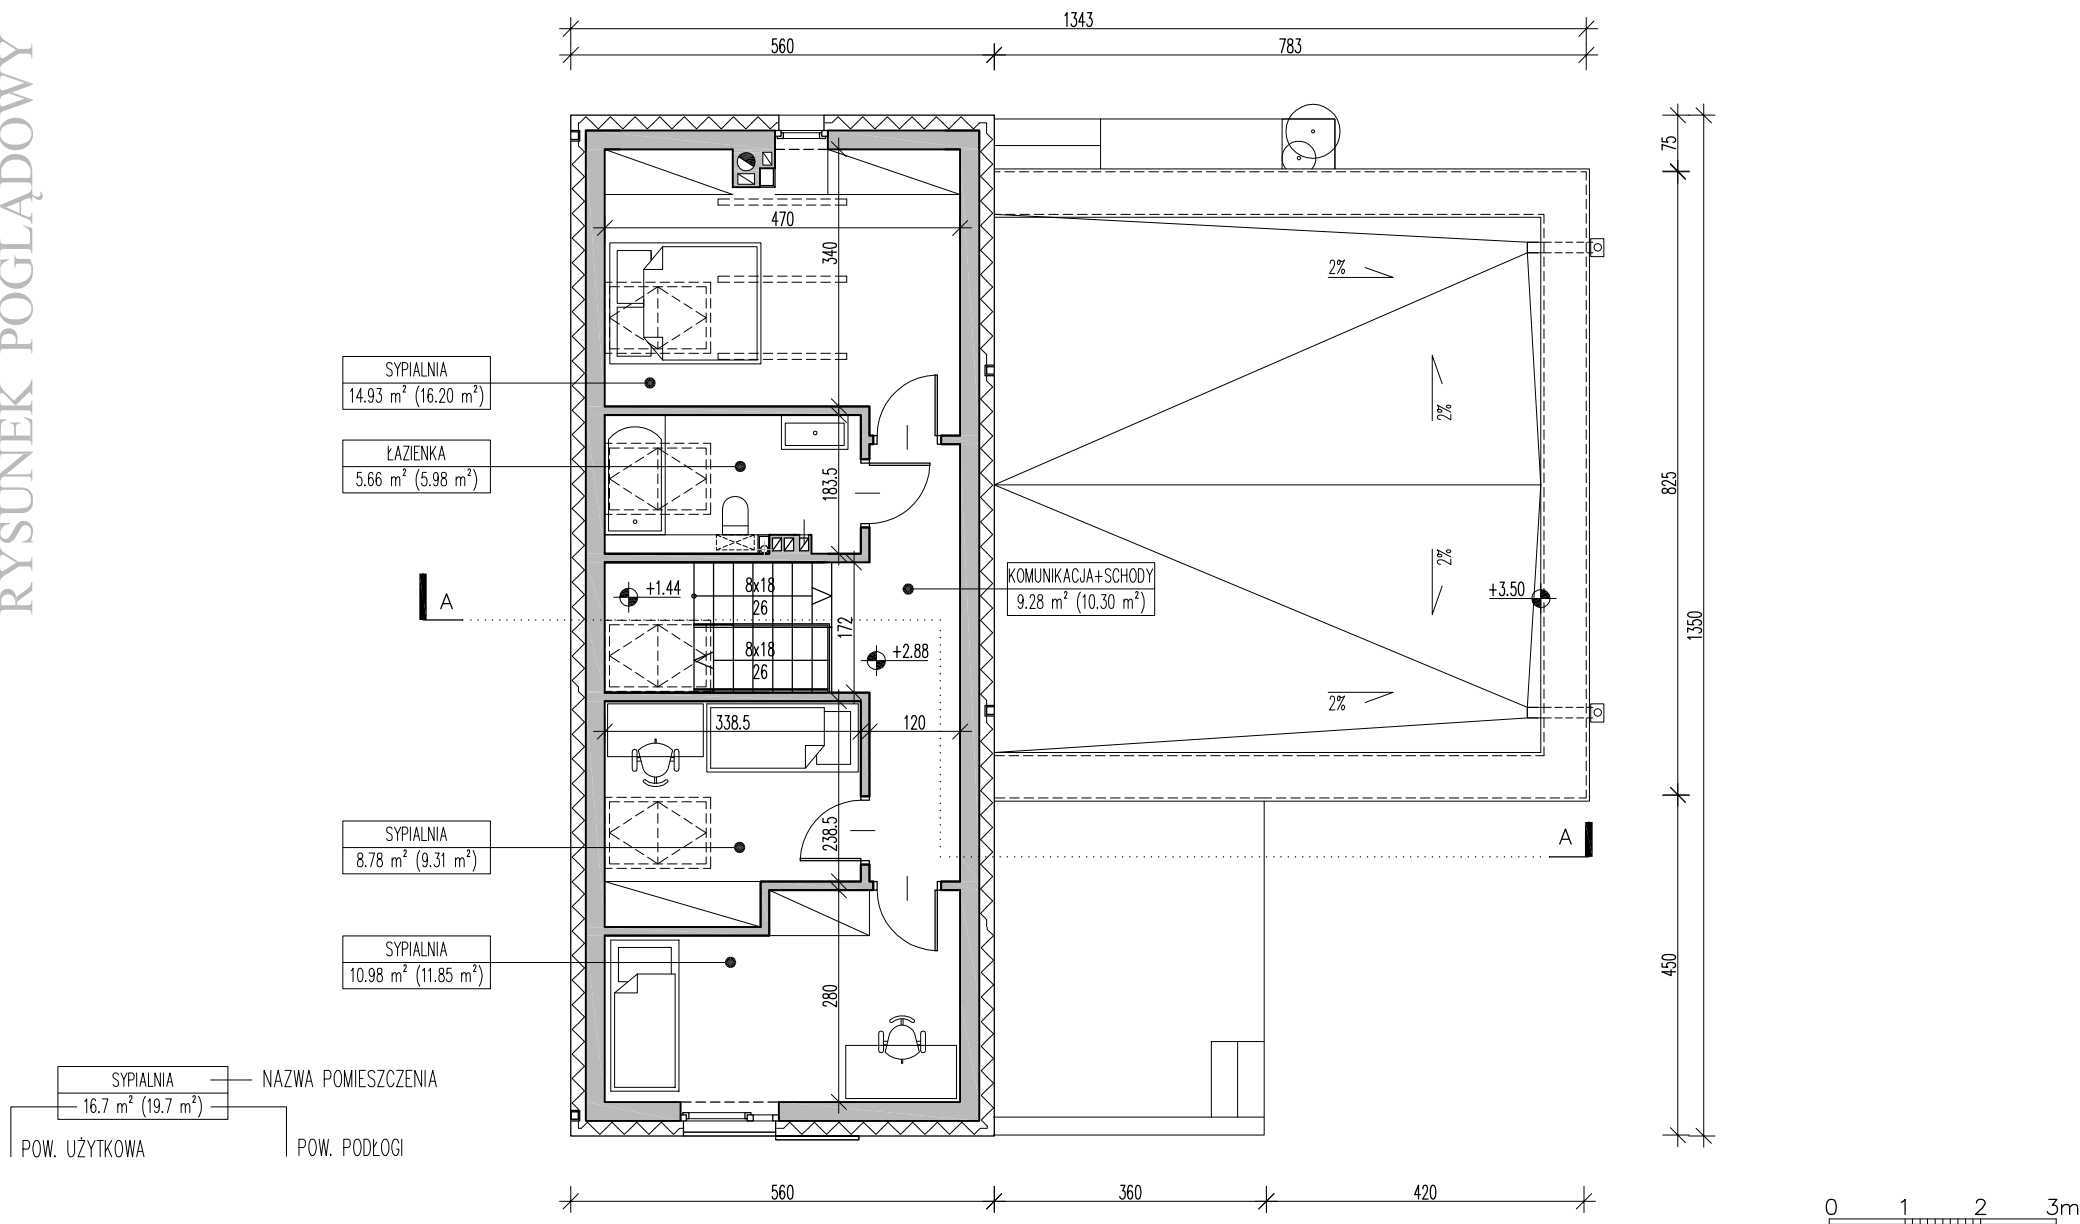 RYSUNEK POGLĄDOWY
1343
560
783
75
470
340
2%
SYPIALNIA
14.93 m² (16.20 m²)
2%
ŁAZIENKA
5.66 m² (5.98 m²)
183.5
825
2%
A
+1.44
8x18
26
KOMUNIKACJA+SCHODY
9.28 m² (10.30 m²)
+3.50
172
1350
8x18
26
+2.88
2%
338.5
120
SYPIALNIA
8.78 m² (9.31 m²)
238.5
A
SYPIALNIA
10.98 m² (11.85 m²)
280
450
SYPIALNIA
NAZWA POMIESZCZENIA
16.7 m² (19.7 m²)
POW. UŻYTKOWA
POW. PODŁOGI
560
360
420
0 1 2 3m